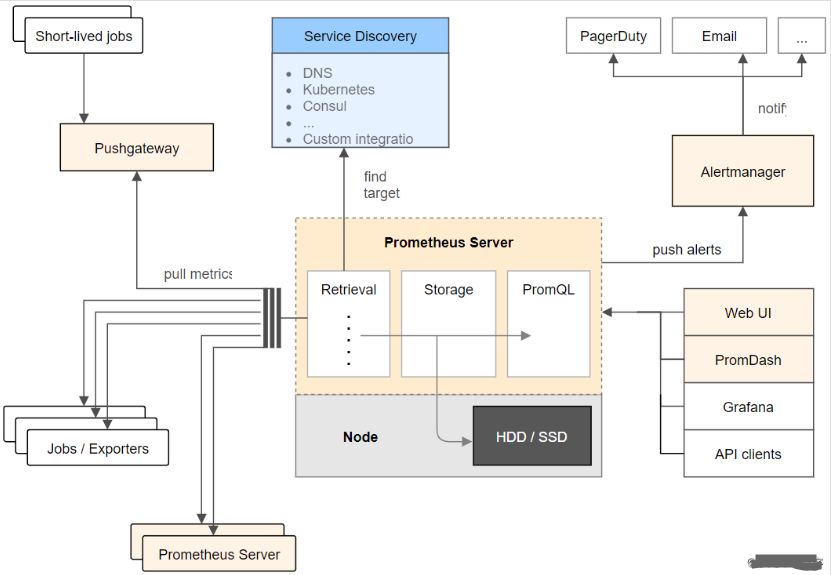 Short-lived jobs
Pushgateway
pull metrics
Service Discovery
DNS
Kubernetes
Consul
...
Custom integratio
find
target
PagerDuty
Email
...
notify
Alertmanager
push alerts
Prometheus Server
Retrieval
Storage
PromQL
Node
HDD / SSD
Web UI
PromDash
Grafana
API clients
Jobs / Exporters
Prometheus Server